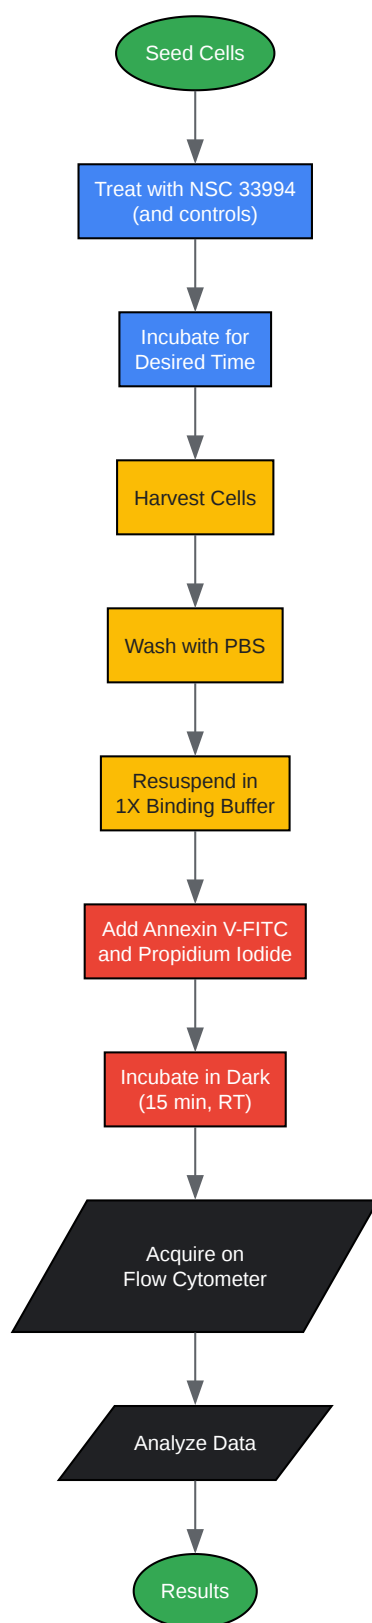 Seed Cells
Treat with NSC 33994
(and controls)
Incubate for
Desired Time
Harvest Cells
Wash with PBS
Resuspend in
1X Binding Buffer
Add Annexin V-FITC
and Propidium Iodide
Incubate in Dark
(15 min, RT)
Acquire on
Flow Cytometer
Analyze Data
Results